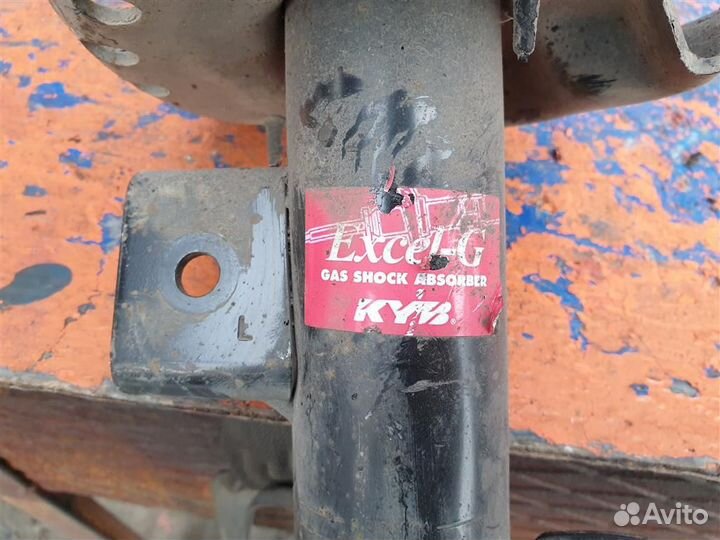 Excel-G
GAS SHOCK ABSORBER
KYB®
L
Avito